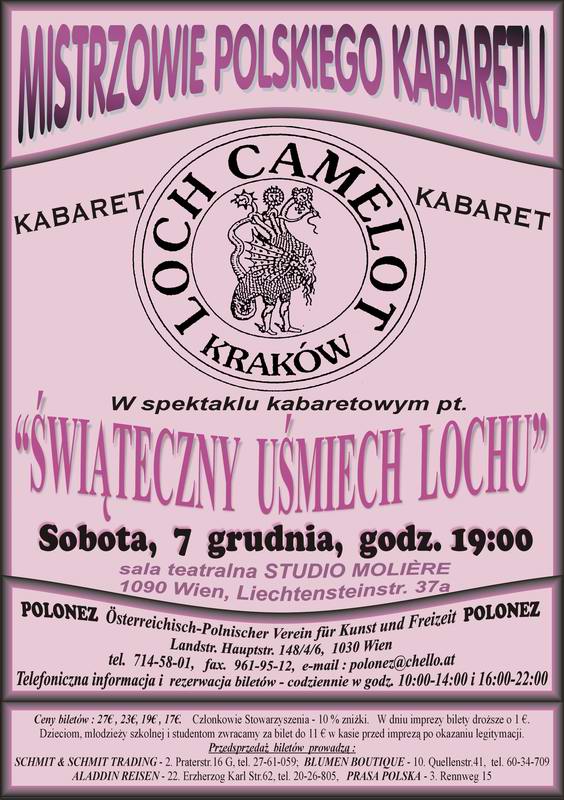 MISTRZOWIE POLSKIEGO KABARETU
KABARET
LOCH CAMELOT
KRAKÓW
KABARET
W spektaklu kabaretowym pt.
“ŚWIĄTECZNY UŚMIECH LOCHU”
Sobota, 7 grudnia, godz. 19:00
sala teatralna STUDIO MOLIÈRE
1090 Wien, Liechtensteinstr. 37a
POLONEZ Österreichisch-Polnischer Verein für Kunst und Freizeit POLONEZ
Landstr. Hauptstr. 148/4/6, 1030 Wien
tel. 714-58-01, fax. 961-95-12, e-mail : polonez@chello.at
Telefoniczna informacja i rezerwacja biletów - codziennie w godz. 10:00-14:00 i 16:00-22:00
Ceny biletów : 27€ , 23€, 19€ , 17€. Członkowie Stowarzyszenia - 10 % zniżki. W dniu imprezy bilety droższe o 1 €.
Dzieciom, młodzieży szkolnej i studentom zwracamy za bilet do 11 € w kasie przed imprezą po okazaniu legitymacji.
Przedsprzedaż biletów prowadzą :
SCHMIT & SCHMIT TRADING - 2. Praterstr.16 G, tel. 27-61-059; BLUMEN BOUTIQUE - 10. Quellenstr.41, tel. 60-34-709
ALADDIN REISEN - 22. Erzherzog Karl Str.62, tel. 20-26-805, PRASA POLSKA - 3. Rennweg 15